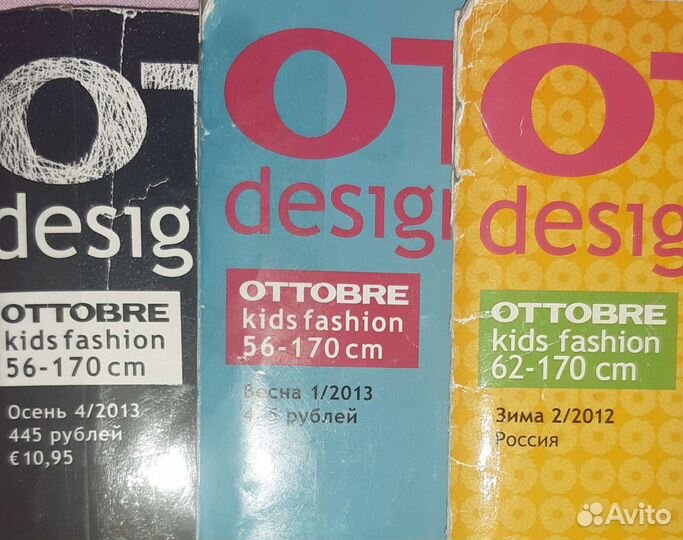 OT
desig
OTTOBRE
kids fashion
56-170 cm
Осень 4/2013
445 рублей
€ 10,95
OT
desig
OTTOBRE
kids fashion
56-170 cm
Весна 1/2013
рублей
OT
desig
OTTOBRE
kids fashion
62-170 cm
Зима 2/2012
Россия
Avito